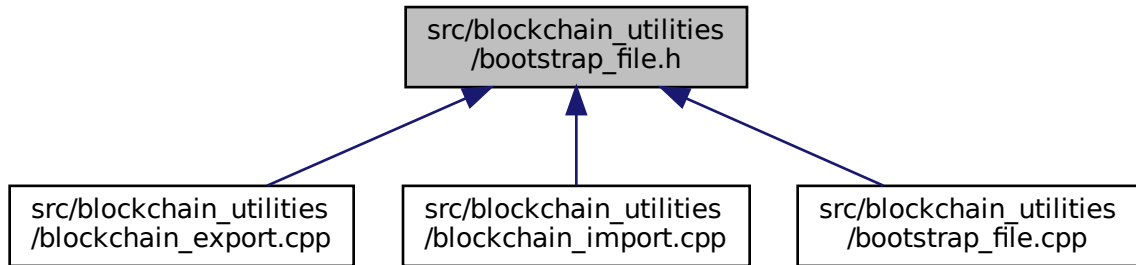 src/blockchain_utilities
/bootstrap_file.h
src/blockchain_utilities
/blockchain_export.cpp
src/blockchain_utilities
/blockchain_import.cpp
src/blockchain_utilities
/bootstrap_file.cpp